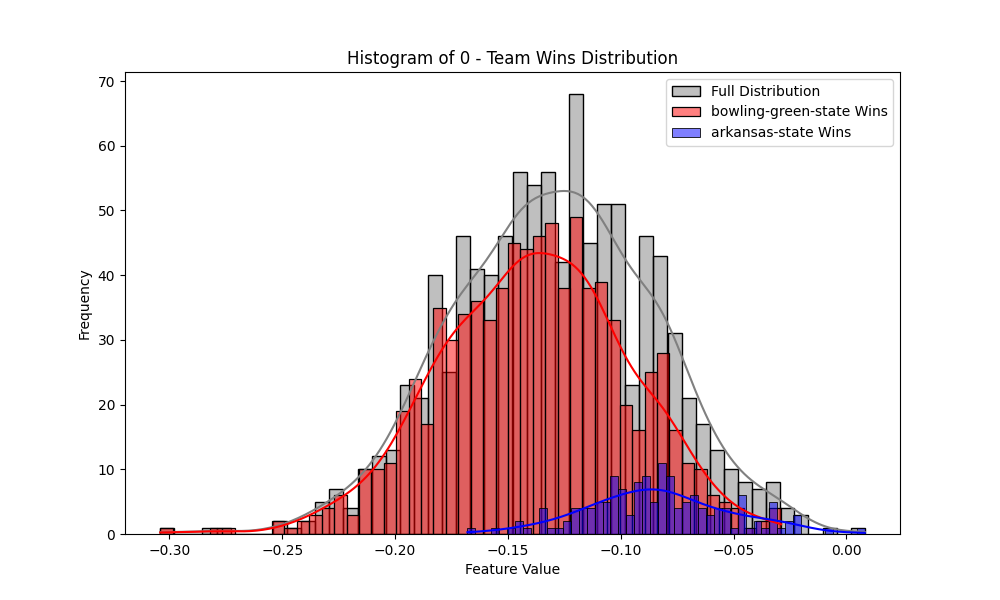 Histogram of 0 - Team Wins Distribution
Full Distribution
bowling-green-state Wins
arkansas-state Wins
Frequency
70
60
50
40
30
20
10
0
−0.30 −0.25 −0.20 −0.15 −0.10 −0.05 0.00
Feature Value